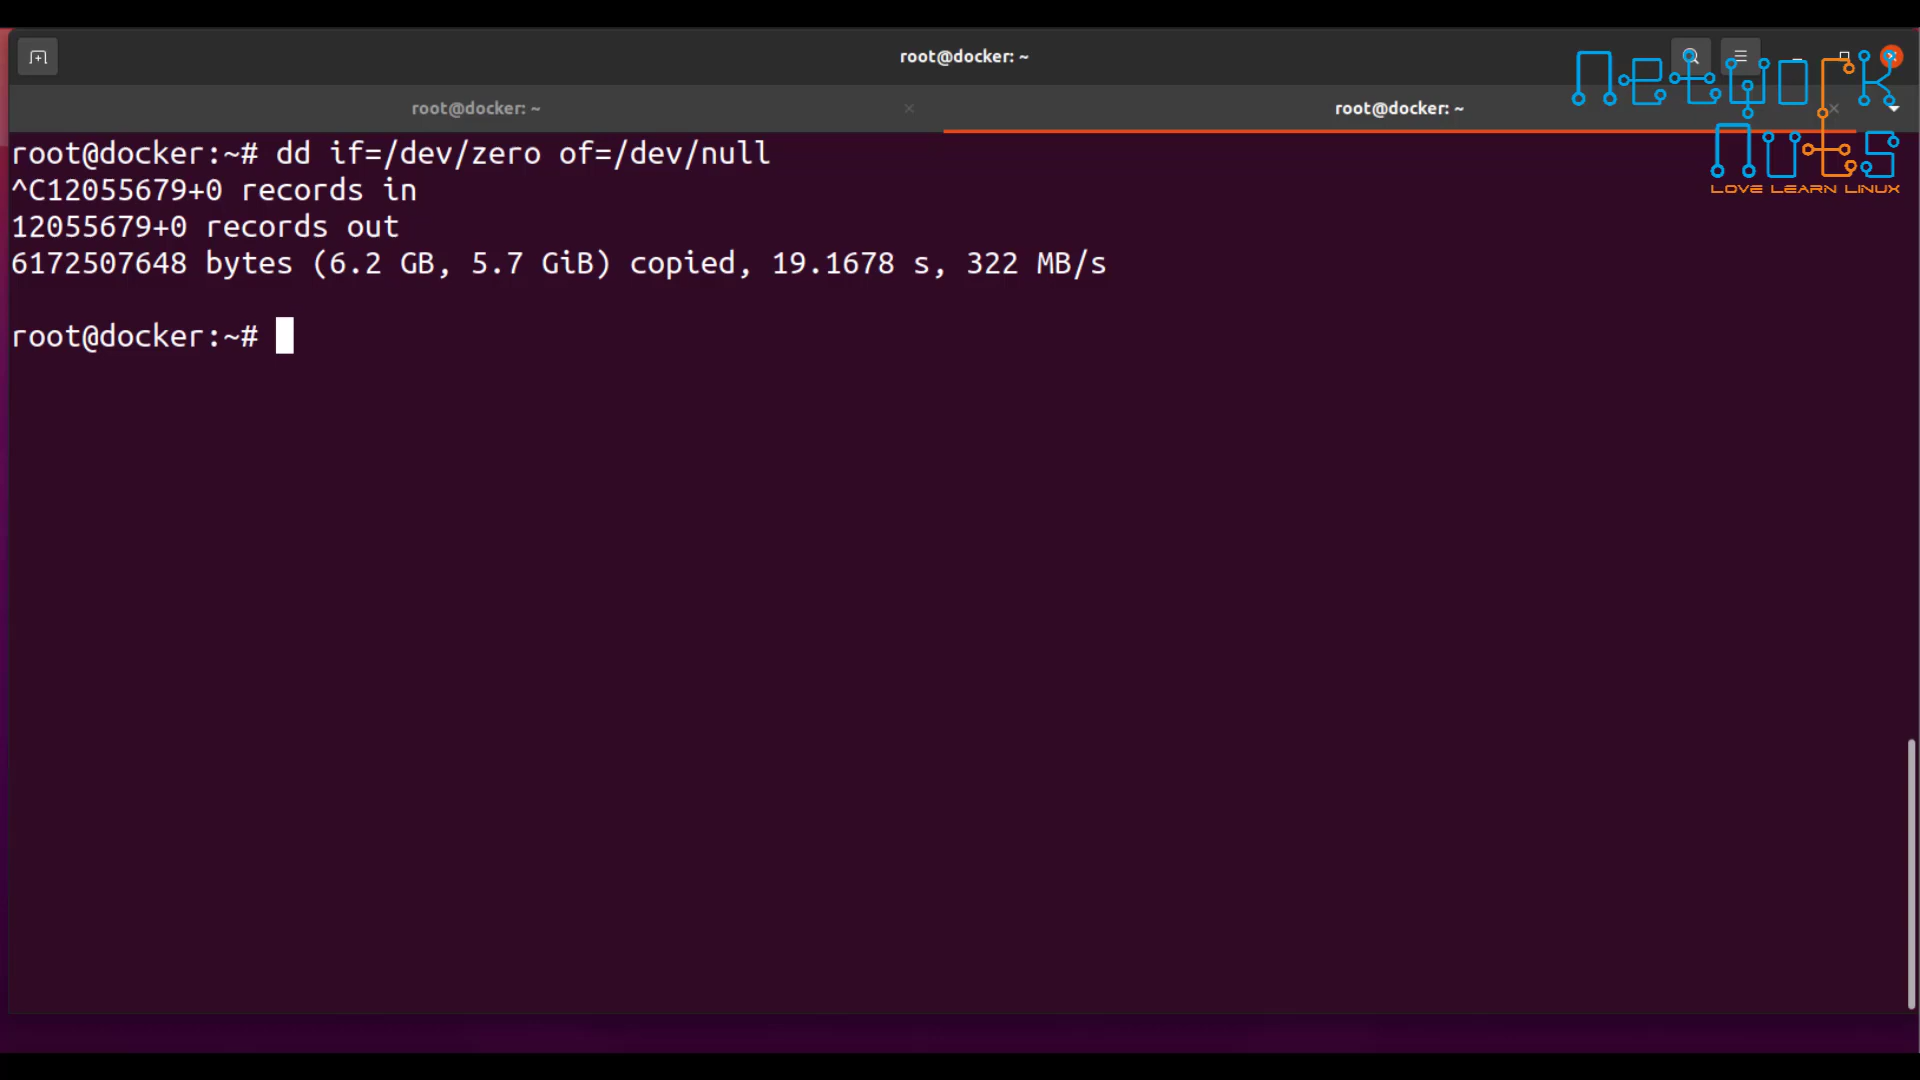 root@docker: ~
root@docker: ~
root@docker: ~
network
nuts
LOVE LEARN LINUX
root@docker:~# dd if=/dev/zero of=/dev/null
^C12055679+0 records in
12055679+0 records out
6172507648 bytes (6.2 GB, 5.7 GiB) copied, 19.1678 s, 322 MB/s
root@docker:~#